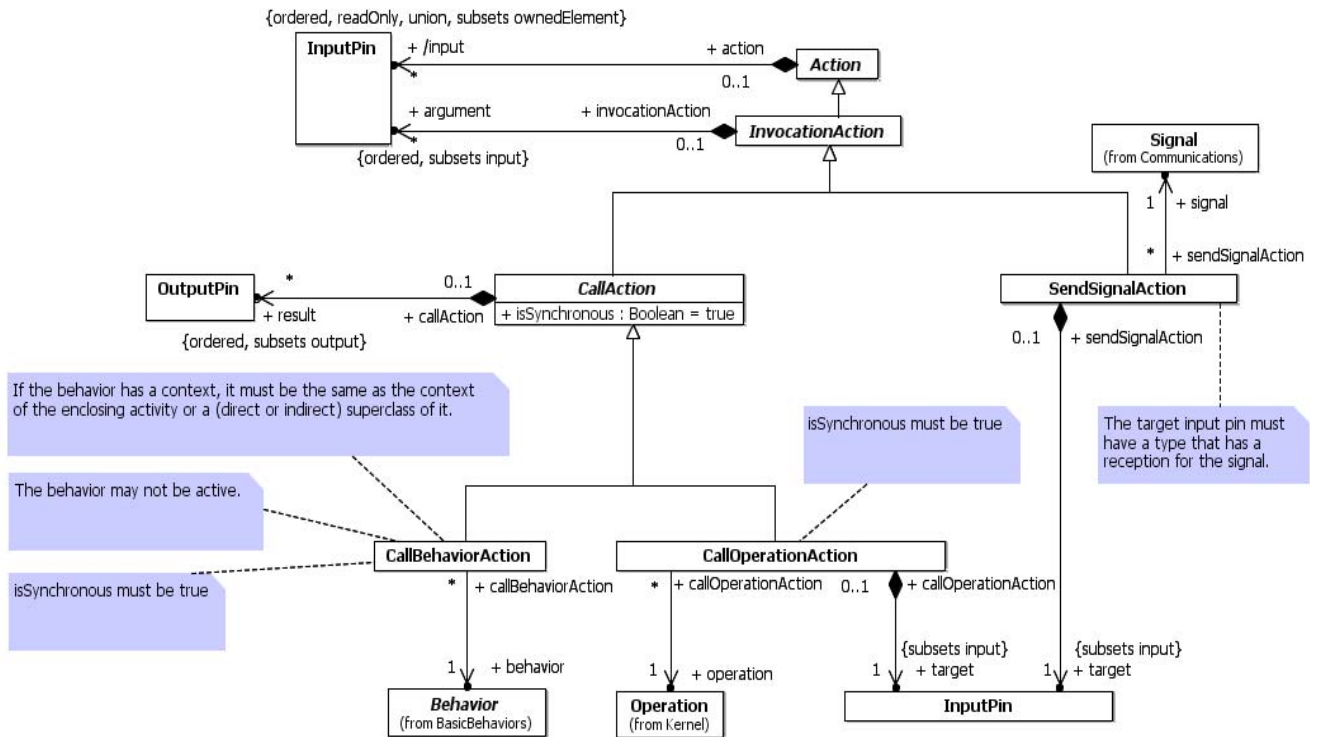 {ordered, readOnly, union, subsets ownedElement}
InputPin
+ /input
*
+ action
0..1
Action
+ argument
*
+ invocationAction
0..1
InvocationAction
{ordered, subsets input}
Signal
(from Communications)
1
+ signal
*
+ sendSignalAction
OutputPin
*
+ result
{ordered, subsets output}
0..1
+ callAction
CallAction
+ isSynchronous : Boolean = true
SendSignalAction
0..1
+ sendSignalAction
If the behavior has a context, it must be the same as the context
of the enclosing activity or a (direct or indirect) superclass of it.
isSynchronous must be true
The target input pin must
have a type that has a
reception for the signal.
The behavior may not be active.
isSynchronous must be true
CallBehaviorAction
*
+ callBehaviorAction
CallOperationAction
*
+ callOperationAction
0..1
+ callOperationAction
1
+ behavior
1
+ operation
{subsets input}
1
+ target
{subsets input}
1
+ target
Behavior
(from BasicBehaviors)
Operation
(from Kernel)
InputPin